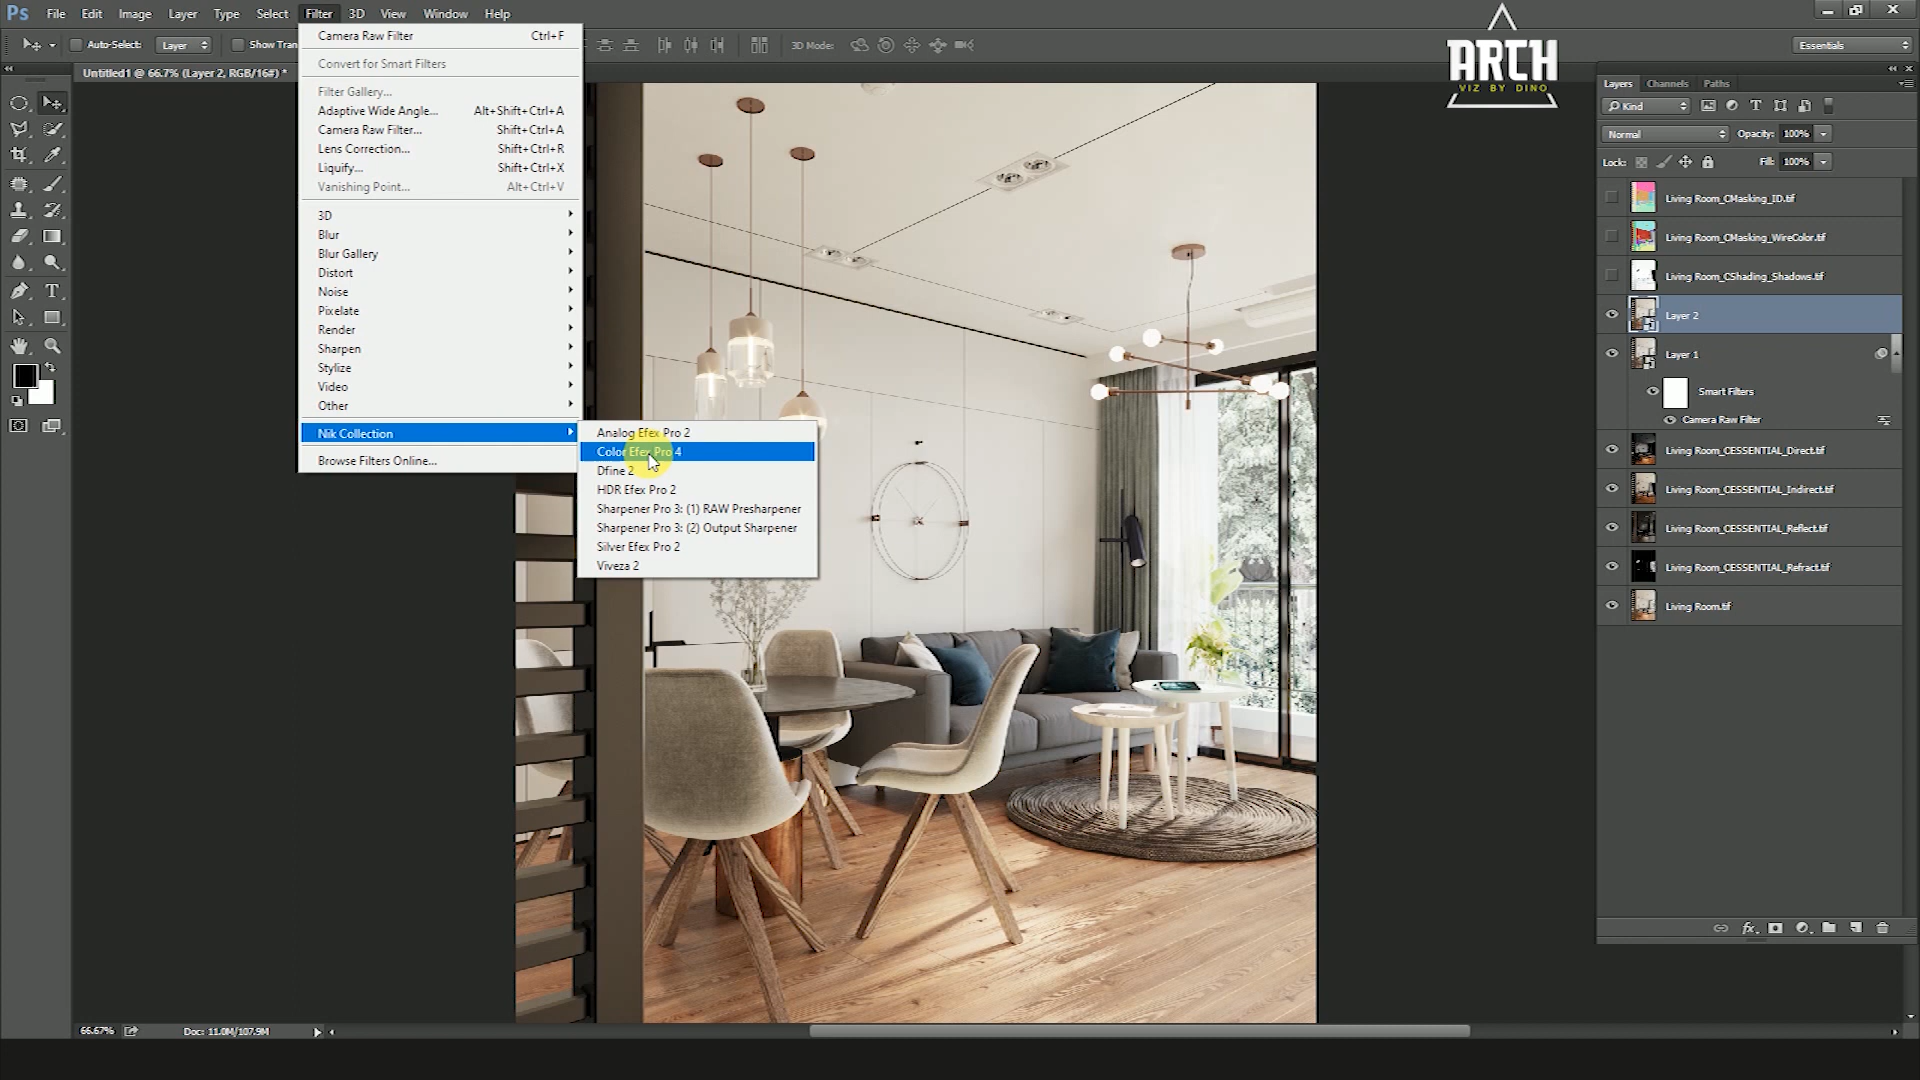 Ps File Edit Image Layer Type Select Filter 3D View Window Help
Auto-Select: Layer Show Tran 3D Mode: Essentials
ARCH
VIZ BY DINO
Untitled1 @ 66.7% (Layer 2, RGB/16#) *
Camera Raw Filter Ctrl+F
Convert for Smart Filters
Filter Gallery...
Adaptive Wide Angle... Alt+Shift+Ctrl+A
Camera Raw Filter... Shift+Ctrl+A
Lens Correction... Shift+Ctrl+R
Liquify... Shift+Ctrl+X
Vanishing Point... Alt+Ctrl+V
3D
Blur
Blur Gallery
Distort
Noise
Pixelate
Render
Sharpen
Stylize
Video
Other
Nik Collection
Browse Filters Online...
Analog Efex Pro 2
Color Efex Pro 4
Dfine 2
HDR Efex Pro 2
Sharpener Pro 3: (1) RAW Presharpener
Sharpener Pro 3: (2) Output Sharpener
Silver Efex Pro 2
Viveza 2
Layers Channels Paths
Kind
Normal Opacity: 100%
Lock: Fill: 100%
Living Room_CMasking_ID.tif
Living Room_CMasking_WireColor.tif
Living Room_CShading_Shadows.tif
Layer 2
Layer 1
Smart Filters
Camera Raw Filter
Living Room_CESSENTIAL_Direct.tif
Living Room_CESSENTIAL_Indirect.tif
Living Room_CESSENTIAL_Reflect.tif
Living Room_CESSENTIAL_Refract.tif
Living Room.tif
fx
66.67% Doc: 11.0M/107.9M